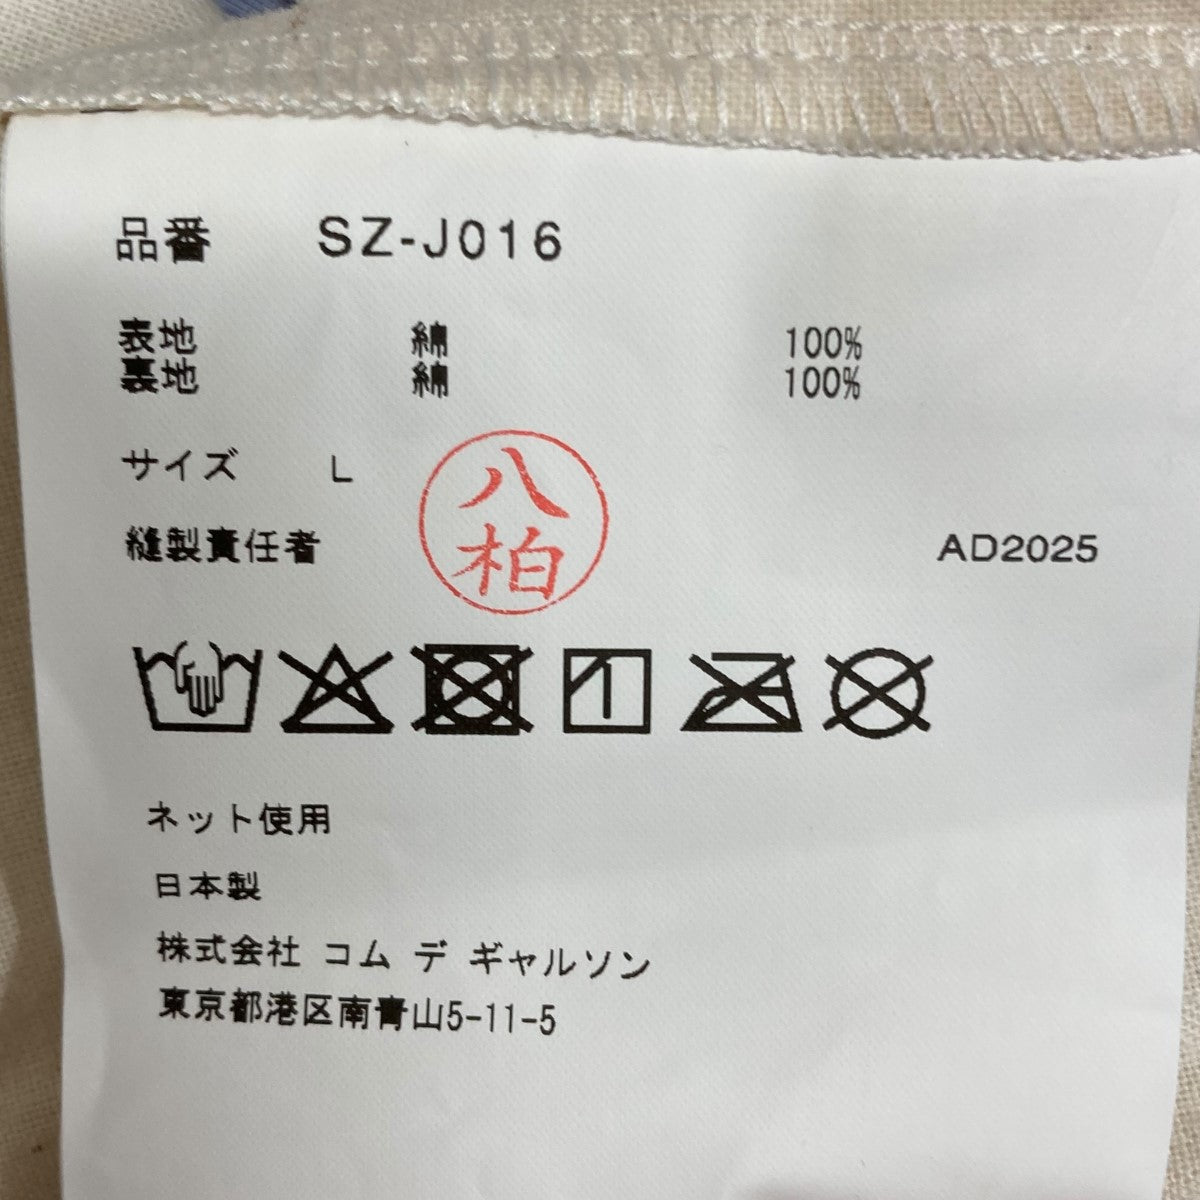 品番 SZ-J016
表地 綿 100%
裏地 綿 100%
サイズ L
八柏
縫製責任者 AD2025
ネット使用
日本製
株式会社 コム デ ギャルソン
東京都港区南青山5-11-5